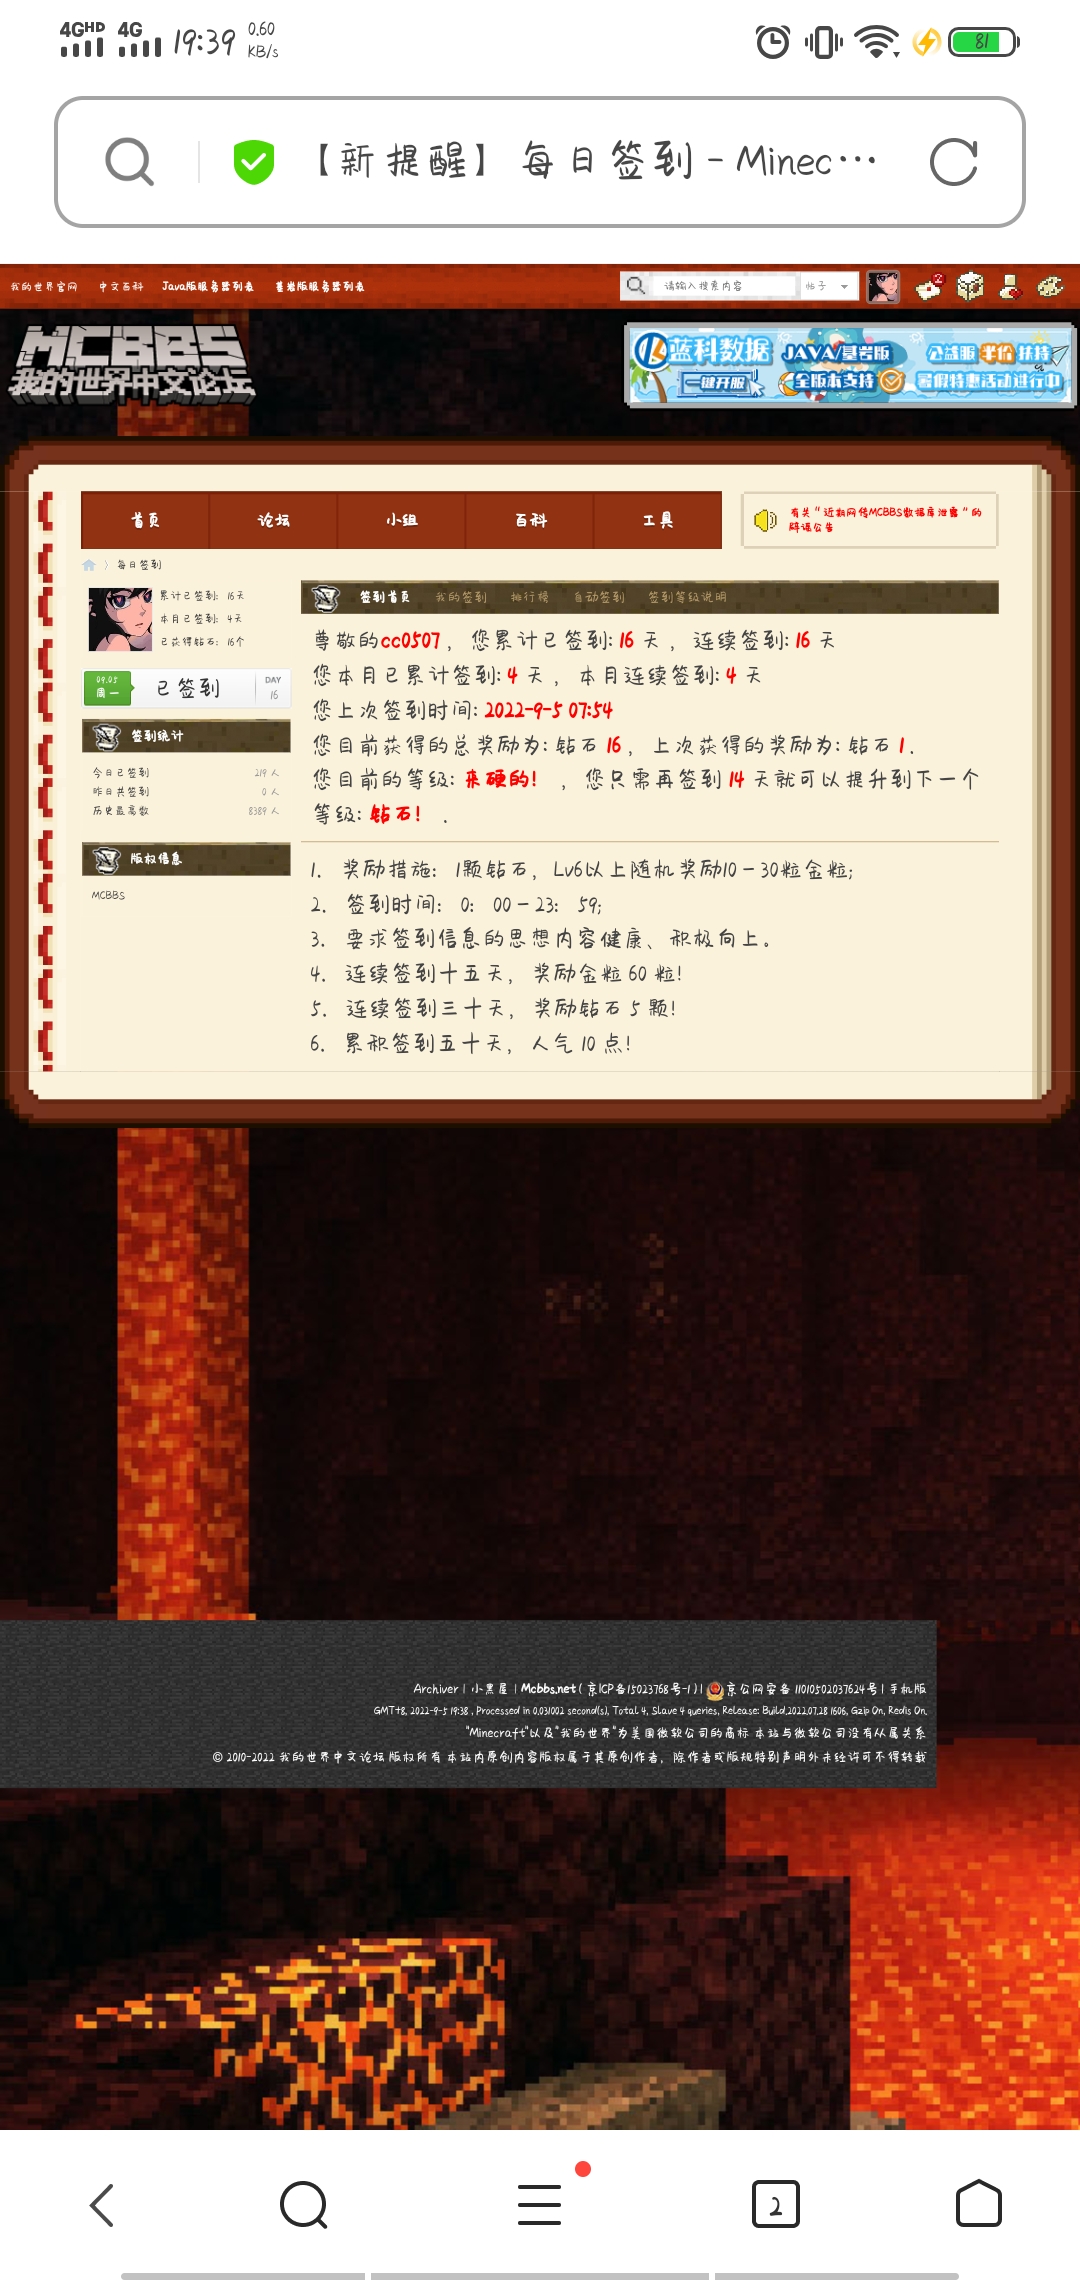 4GHD 4G 19:39 0.60 KB/s 81
【新提醒】每日签到 - Minec···
我的世界官网 中文百科 Java版服务器列表 基岩版服务器列表 请输入搜索内容 帖子
MCBBS
我的世界中文论坛
蓝科数据 JAVA/基岩版 公益服 半价 扶持
一键开服 全版本支持 暑假特惠活动进行中
首页 论坛 小组 百科 工具
有关“近期网传MCBBS数据库泄露”的
辟谣公告
每日签到
累计已签到: 16天
本月已签到: 4天
已获得钻石: 16个
09.05
周一
已签到
DAY
16
签到统计
今日已签到 219 人
昨日共签到 0 人
历史最高数 8389 人
版权信息
MCBBS
签到首页 我的签到 排行榜 自动签到 签到等级说明
尊敬的cc0507 , 您累计已签到: 16 天 , 连续签到: 16 天
您本月已累计签到: 4 天 , 本月连续签到: 4 天
您上次签到时间: 2022-9-5 07:54
您目前获得的总奖励为: 钻石 16 , 上次获得的奖励为: 钻石 1 .
您目前的等级: 来硬的! , 您只需再签到 14 天就可以提升到下一个
等级: 钻石! .
1. 奖励措施: 1颗钻石, Lv6以上随机奖励10-30粒金粒;
2. 签到时间: 0: 00-23: 59;
3. 要求签到信息的思想内容健康、积极向上。
4. 连续签到十五天, 奖励金粒 60 粒!
5. 连续签到三十天, 奖励钻石 5 颗!
6. 累积签到五十天, 人气 10 点!
Archiver | 小黑屋 | Mcbbs.net ( 京ICP备15023768号-1 ) | 京公网安备 11010502037624号 | 手机版
GMT+8, 2022-9-5 19:38 , Processed in 0.031002 second(s), Total 4, Slave 4 queries, Release: Build.2022.07.28 1606, Gzip On, Redis On.
"Minecraft"以及"我的世界"为美国微软公司的商标 本站与微软公司没有从属关系
© 2010-2022 我的世界中文论坛 版权所有 本站内原创内容版权属于其原创作者, 除作者或版规特别声明外未经许可不得转载
2